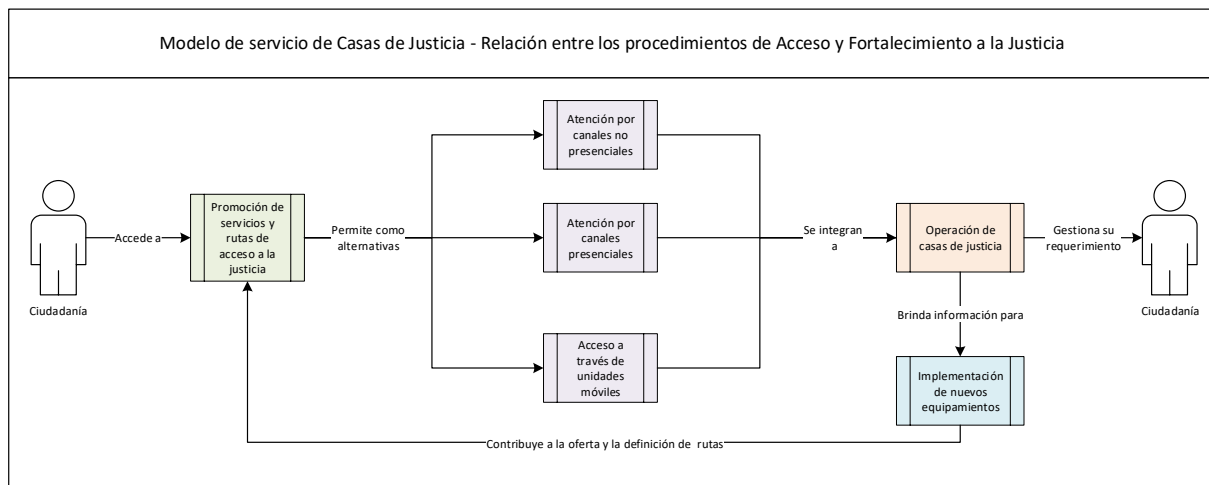 Modelo de servicio de Casas de Justicia - Relación entre los procedimientos de Acceso y Fortalecimiento a la Justicia
Ciudadanía
Accede a
Promoción de
servicios y
rutas de
acceso a la
justicia
Permite como
alternativas
Atención por
canales no
presenciales
Atención por
canales
presenciales
Acceso a
través de
unidades
móviles
Se integran
a
Operación de
casas de justicia
Gestiona su
requerimiento
Ciudadanía
Brinda información para
Implementación
de nuevos
equipamientos
Contribuye a la oferta y la definición de rutas